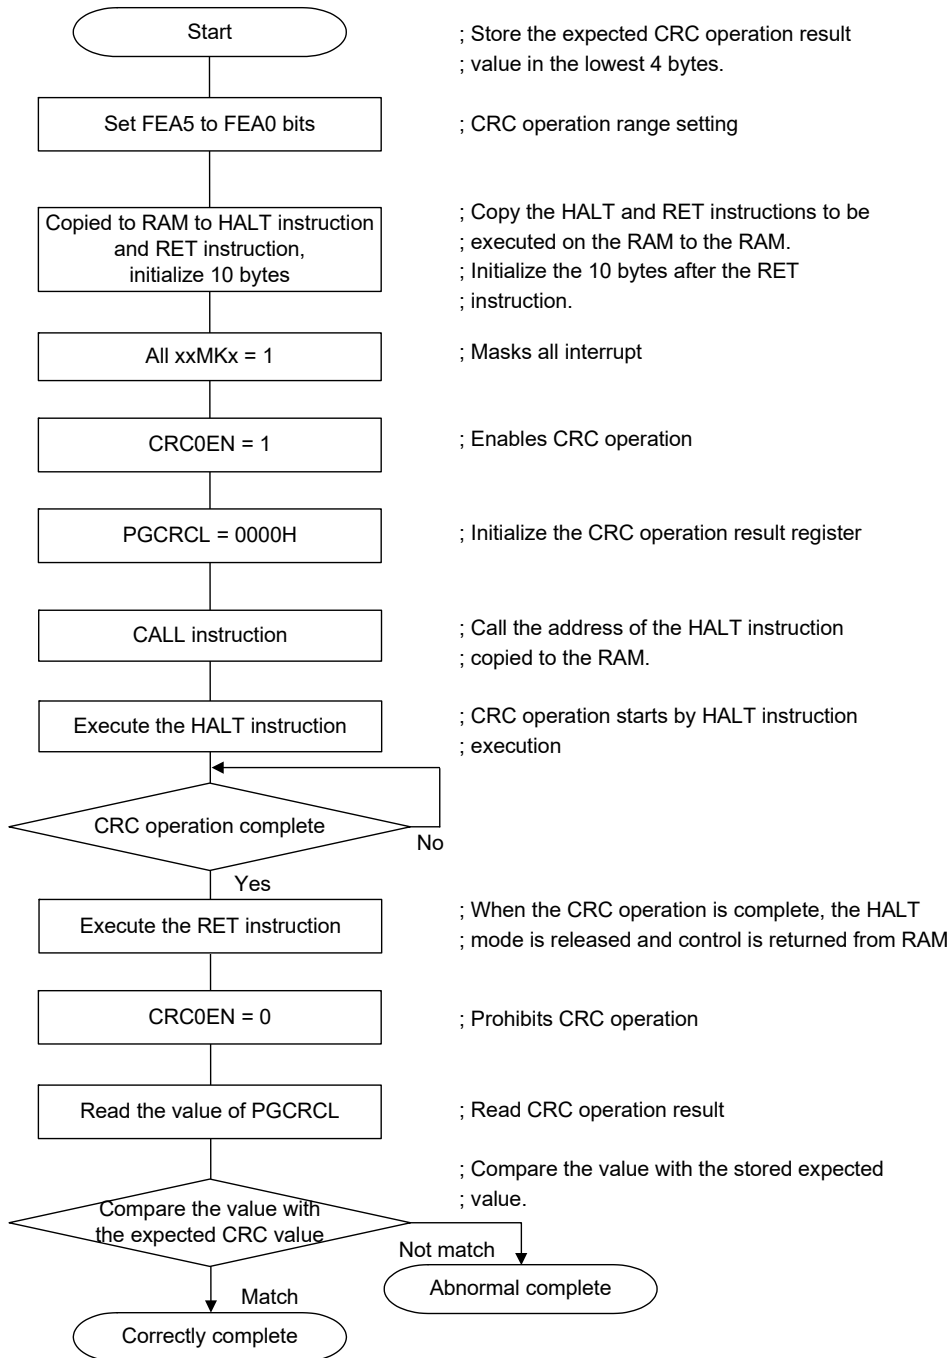 Start
; Store the expected CRC operation result
; value in the lowest 4 bytes.
Set FEA5 to FEA0 bits
; CRC operation range setting
Copied to RAM to HALT instruction
and RET instruction,
initialize 10 bytes
; Copy the HALT and RET instructions to be
; executed on the RAM to the RAM.
; Initialize the 10 bytes after the RET
; instruction.
All xxMKx = 1
; Masks all interrupt
CRC0EN = 1
; Enables CRC operation
PGCRCL = 0000H
; Initialize the CRC operation result register
CALL instruction
; Call the address of the HALT instruction
; copied to the RAM.
Execute the HALT instruction
; CRC operation starts by HALT instruction
; execution
CRC operation complete
No
Yes
Execute the RET instruction
; When the CRC operation is complete, the HALT
; mode is released and control is returned from RAM
CRC0EN = 0
; Prohibits CRC operation
Read the value of PGCRCL
; Read CRC operation result
; Compare the value with the stored expected
; value.
Compare the value with
the expected CRC value
Not match
Abnormal complete
Match
Correctly complete